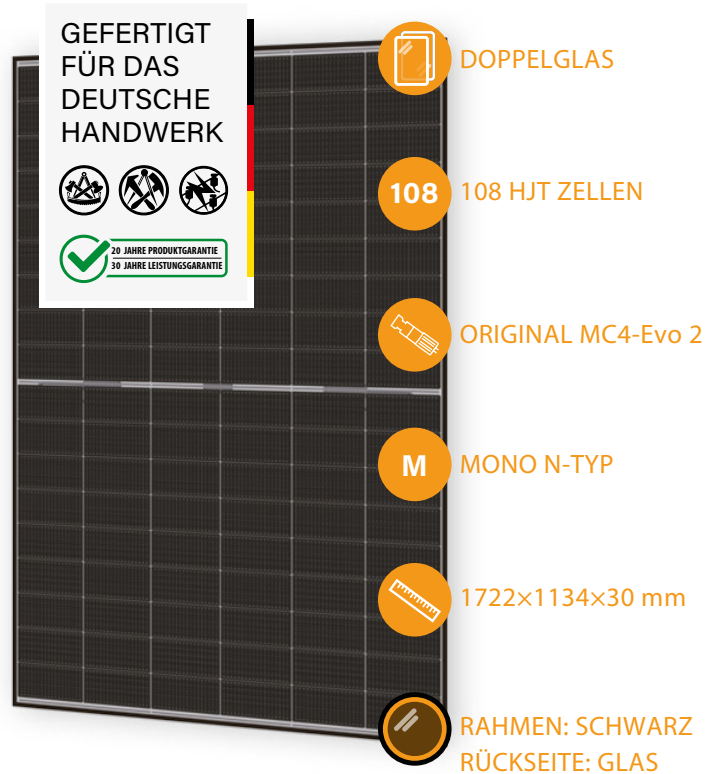 GEFERTIGT
FÜR DAS
DEUTSCHE
HANDWERK
20 JAHRE PRODUKTGARANTIE
30 JAHRE LEISTUNGSGARANTIE
DOPPELGLAS
108
108 HJT ZELLEN
ORIGINAL MC4-Evo 2
M
MONO N-TYP
1722×1134×30 mm
RAHMEN: SCHWARZ
RÜCKSEITE: GLAS